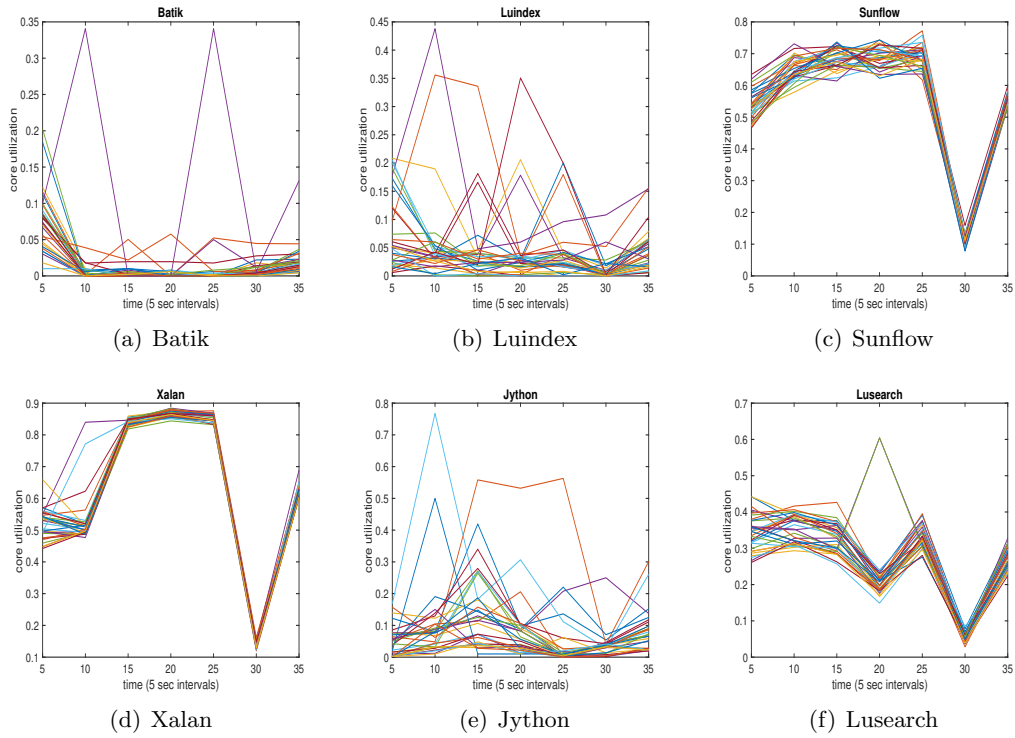 Batik
0.35
0.3
0.25
0.2
0.15
0.1
0.05
0
core utilization
5 10 15 20 25 30 35
time (5 sec intervals)
(a) Batik
Luindex
0.45
0.4
0.35
0.3
0.25
0.2
0.15
0.1
0.05
0
core utilization
5 10 15 20 25 30 35
time (5 sec intervals)
(b) Luindex
Sunflow
0.8
0.7
0.6
0.5
0.4
0.3
0.2
0.1
0
core utilization
5 10 15 20 25 30 35
time (5 sec intervals)
(c) Sunflow
Xalan
0.9
0.8
0.7
0.6
0.5
0.4
0.3
0.2
0.1
core utilization
5 10 15 20 25 30 35
time (5 sec intervals)
(d) Xalan
Jython
0.8
0.7
0.6
0.5
0.4
0.3
0.2
0.1
0
core utilization
5 10 15 20 25 30 35
time (5 sec intervals)
(e) Jython
Lusearch
0.7
0.6
0.5
0.4
0.3
0.2
0.1
0
core utilization
5 10 15 20 25 30 35
time (5 sec intervals)
(f) Lusearch